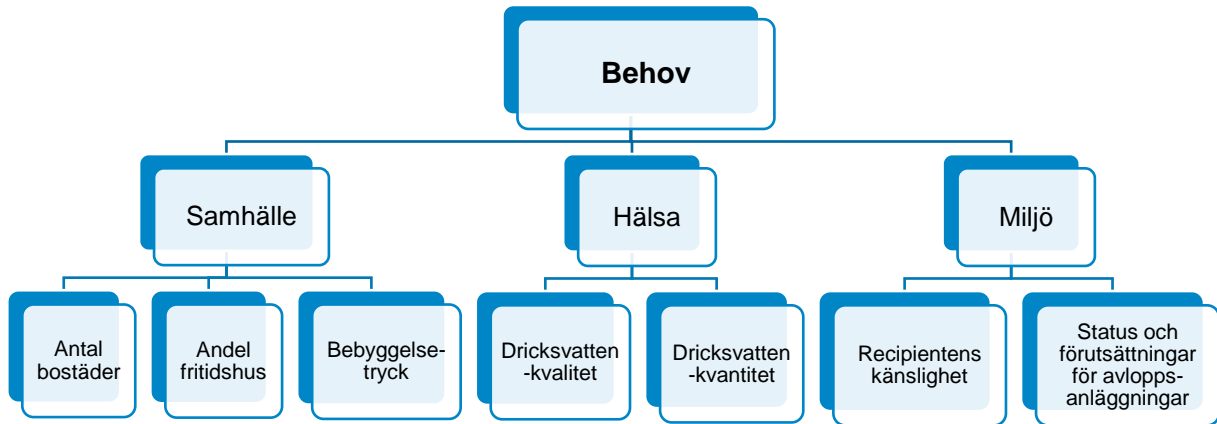 Behov
Samhälle
Hälsa
Miljö
Antal
bostäder
Andel
fritidshus
Bebyggelse-
tryck
Dricksvatten
-kvalitet
Dricksvatten
-kvantitet
Recipientens
känslighet
Status och
förutsättningar
för avlopps-
anläggningar